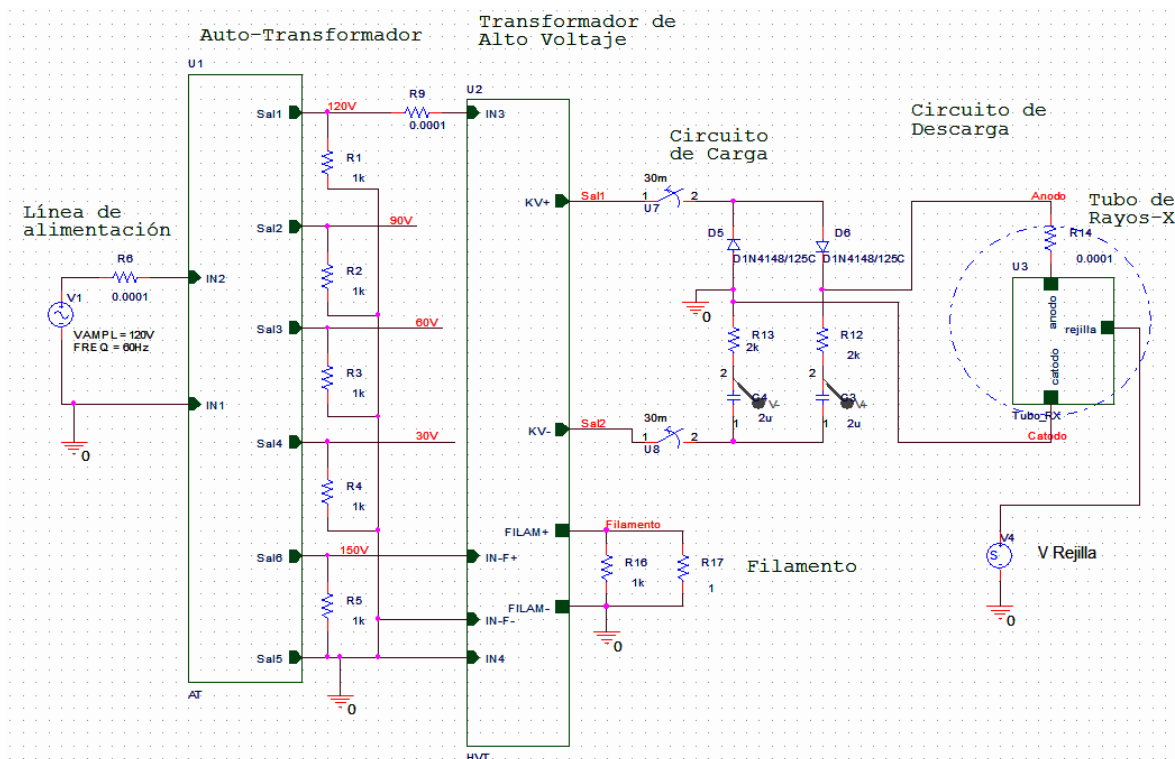 Auto-Transformador
Transformador de
Alto Voltaje
Circuito
de Carga
Circuito de
Descarga
Tubo de
Rayos-X
Línea de
alimentación
U1
Sal1
120V
R9
0.0001
R1
1k
Sal2
90V
R2
1k
Sal3
60V
R3
1k
Sal4
30V
R4
1k
Sal6
150V
R5
1k
Sal5
AT
IN2
IN1
R6
0.0001
V1
VAMPL = 120V
FREQ = 60Hz
0
0
U2
IN3
KV+
KV-
FILAM+
IN-F+
FILAM-
IN-F-
IN4
HVT
Sal1
30m
1
2
U7
D5
D1N4148/125C
D6
D1N4148/125C
0
R13
2k
R12
2k
2
2
C4
V-
2u
1
C3
V+
2u
1
Sal2
30m
1
2
U8
Filamento
R16
1k
R17
1
0
Filamento
Anodo
R14
0.0001
U3
anodo
rejilla
catodo
Tubo_RX
Catodo
V4
S
V Rejilla
0